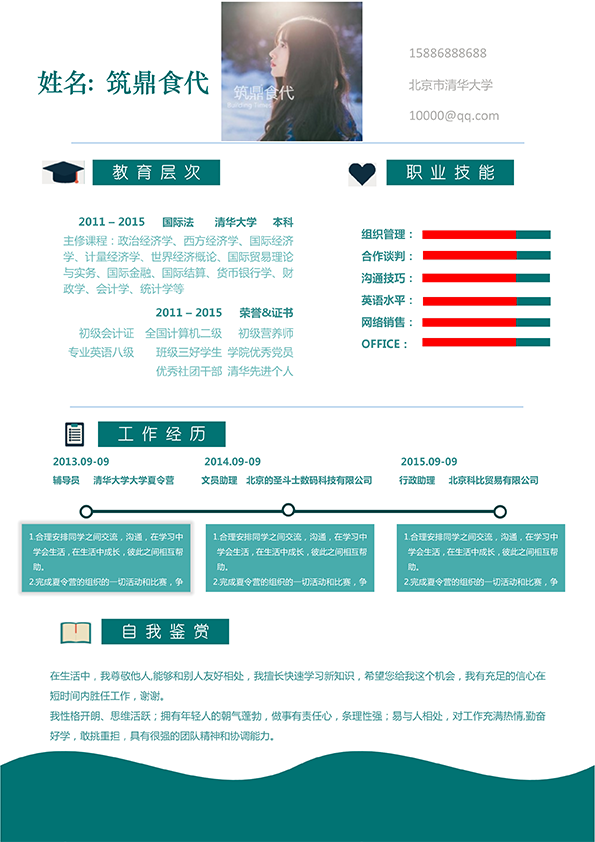 姓名: 筑鼎食代
筑鼎食代
Building Times
15886888688
北京市清华大学
10000@qq.com
教育层次
2011 – 2015 国际法 清华大学 本科
主修课程：政治经济学、西方经济学、国际经济
学、计量经济学、世界经济概论、国际贸易理论
与实务、国际金融、国际结算、货币银行学、财
政学、会计学、统计学等
2011 – 2015 荣誉&证书
初级会计证 全国计算机二级 初级营养师
专业英语八级 班级三好学生 学院优秀党员
优秀社团干部 清华先进个人
职业技能
组织管理：
合作谈判：
沟通技巧：
英语水平：
网络销售：
OFFICE：
工作经历
2013.09-09
辅导员 清华大学大学夏令营
1.合理安排同学之间交流，沟通，在学习中
学会生活，在生活中成长，彼此之间相互帮
助。
2.完成夏令营的组织的一切活动和比赛，争
2014.09-09
文员助理 北京的圣斗士数码科技有限公司
1.合理安排同学之间交流，沟通，在学习中
学会生活，在生活中成长，彼此之间相互帮
助。
2.完成夏令营的组织的一切活动和比赛，争
2015.09-09
行政助理 北京科比贸易有限公司
1.合理安排同学之间交流，沟通，在学习中
学会生活，在生活中成长，彼此之间相互帮
助。
2.完成夏令营的组织的一切活动和比赛，争
自我鉴赏
在生活中，我尊敬他人,能够和别人友好相处，我擅长快速学习新知识，希望您给我这个机会，我有充足的信心在
短时间内胜任工作，谢谢。
我性格开朗、思维活跃；拥有年轻人的朝气蓬勃，做事有责任心，条理性强；易与人相处，对工作充满热情,勤奋
好学，敢挑重担，具有很强的团队精神和协调能力。